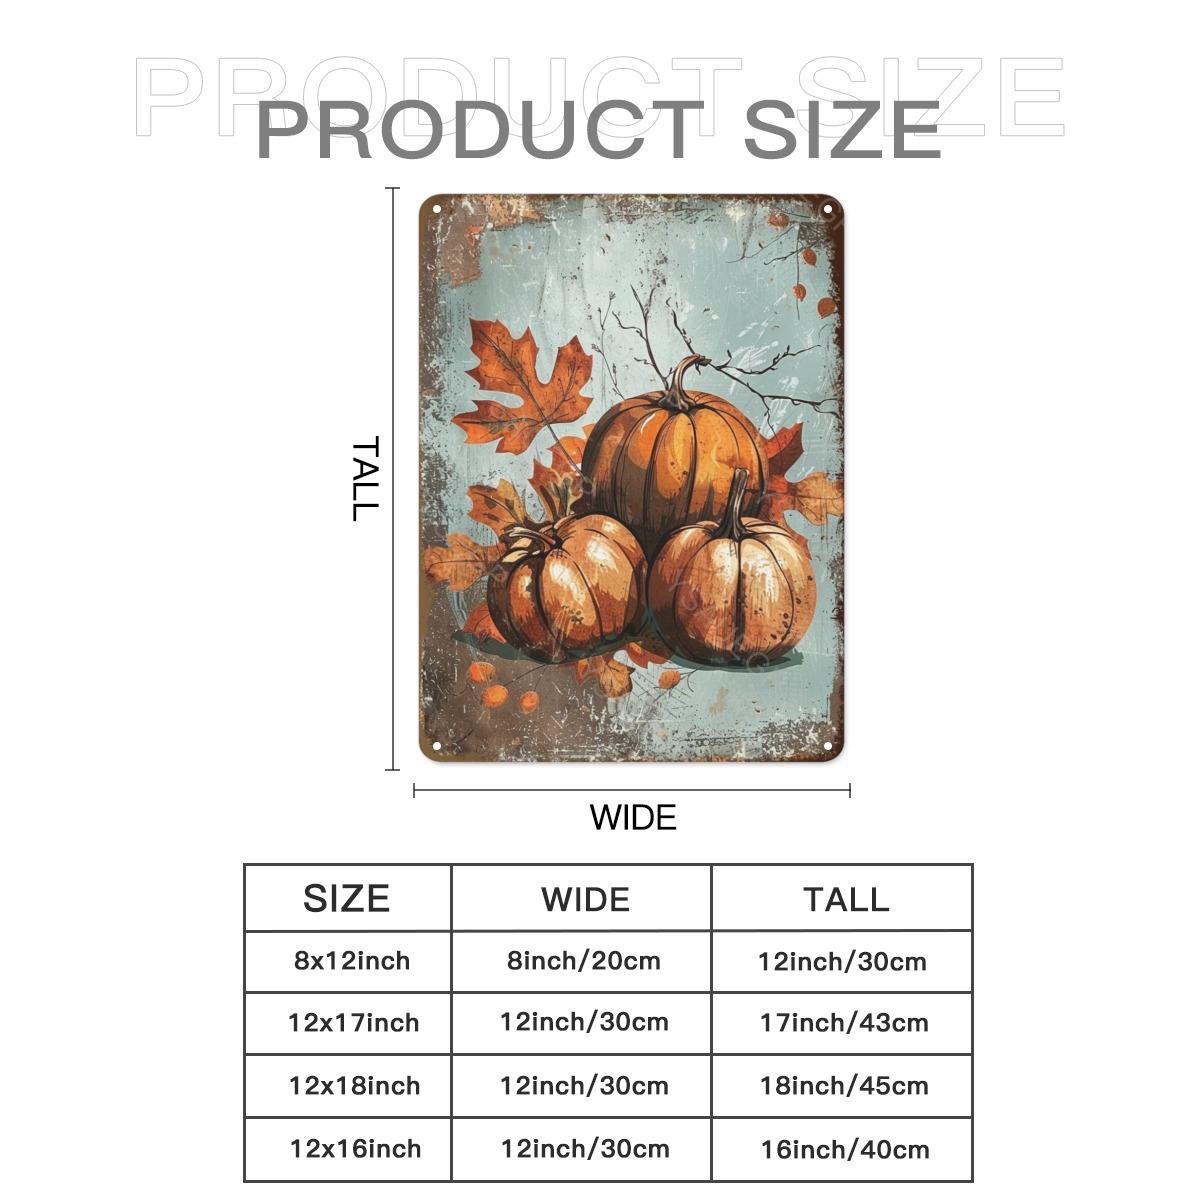 PRODUCT SIZE
PRODUCT SIZE
TALL
WIDE
SIZE WIDE TALL
8x12inch 8inch/20cm 12inch/30cm
12x17inch 12inch/30cm 17inch/43cm
12x18inch 12inch/30cm 18inch/45cm
12x16inch 12inch/30cm 16inch/40cm